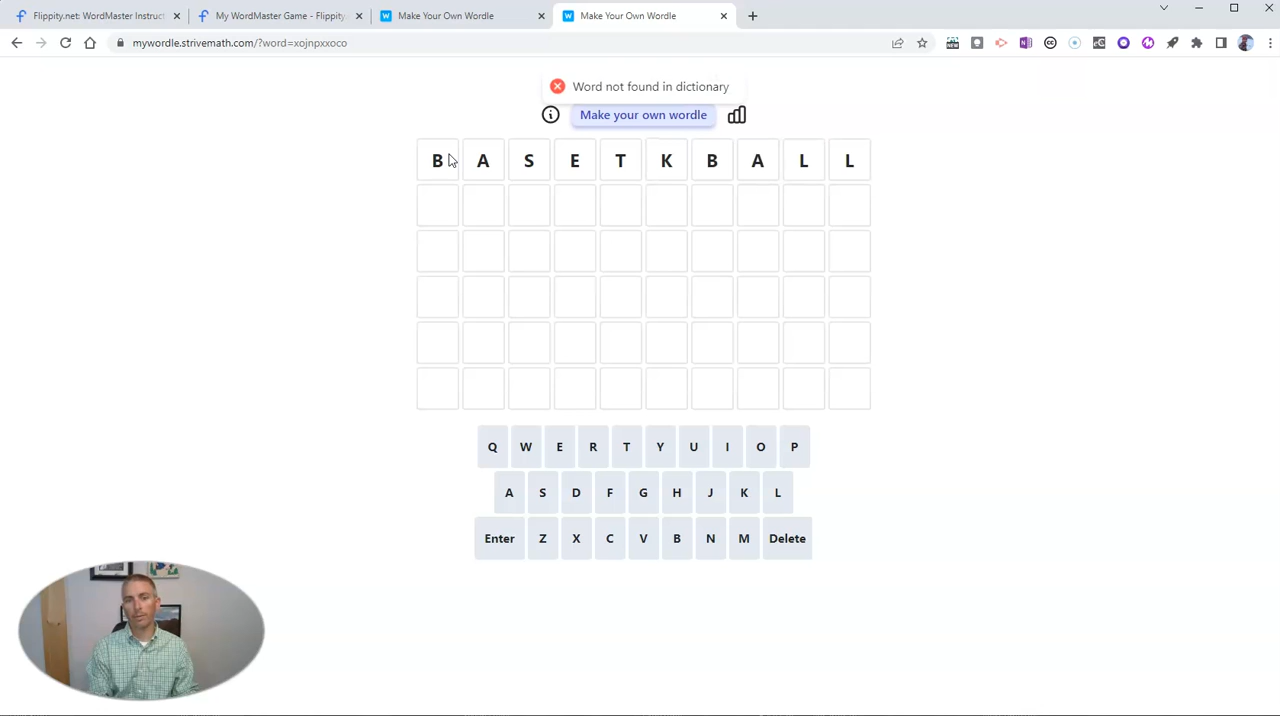 Flippity.net: WordMaster Instruct
My WordMaster Game - Flippity.
Make Your Own Wordle
Make Your Own Wordle
mywordle.strivemath.com/?word=xojnpxxoco
Word not found in dictionary
Make your own wordle
B A S E T K B A L L
Q W E R T Y U I O P
A S D F G H J K L
Enter Z X C V B N M Delete